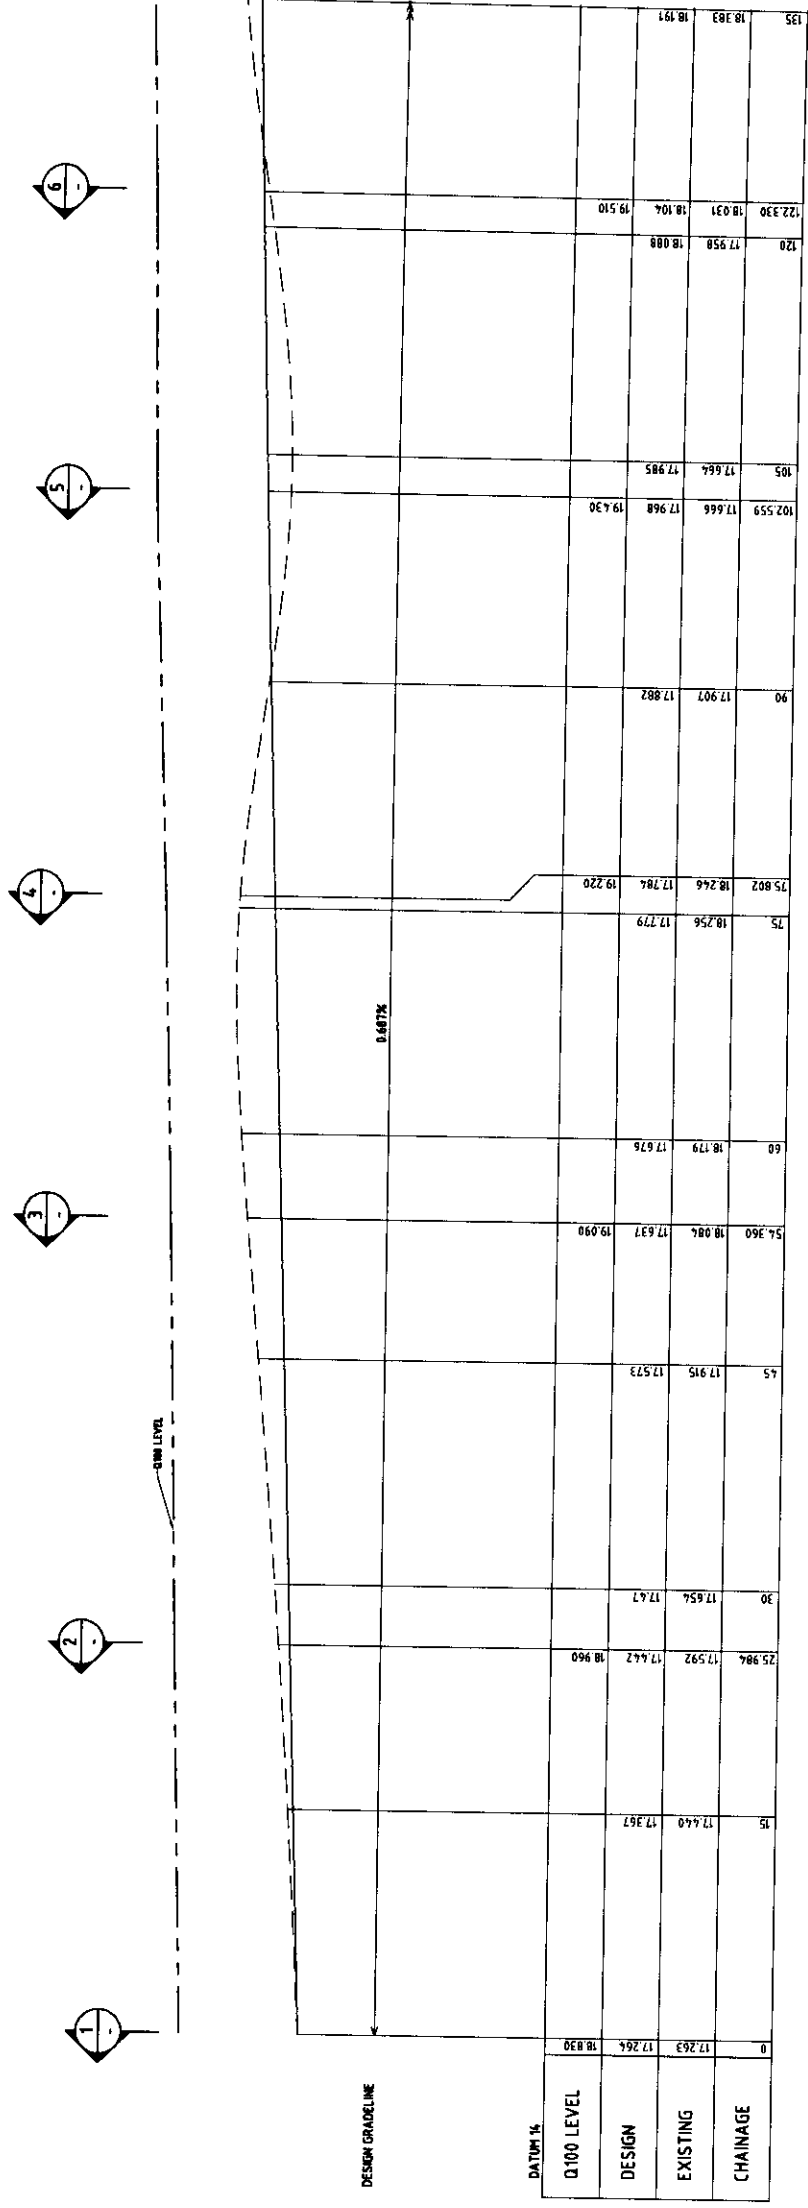 1
-
2
-
3
-
4
-
5
-
6
-
Q100 LEVEL
DESIGN GRADELINE
0.687%
DATUM 14
Q100 LEVEL 18.830 18.960 19.090 19.220 19.430 19.510
DESIGN 17.264 17.367 17.442 17.47 17.573 17.637 17.676 17.779 17.784 17.882 17.968 17.985 18.088 18.104 18.191
EXISTING 17.263 17.440 17.592 17.654 17.915 18.084 18.179 18.256 18.246 17.907 17.666 17.664 17.958 18.031 18.383
CHAINAGE 0 15 25.984 30 45 54.360 60 75 75.802 90 102.559 105 120 122.330 135